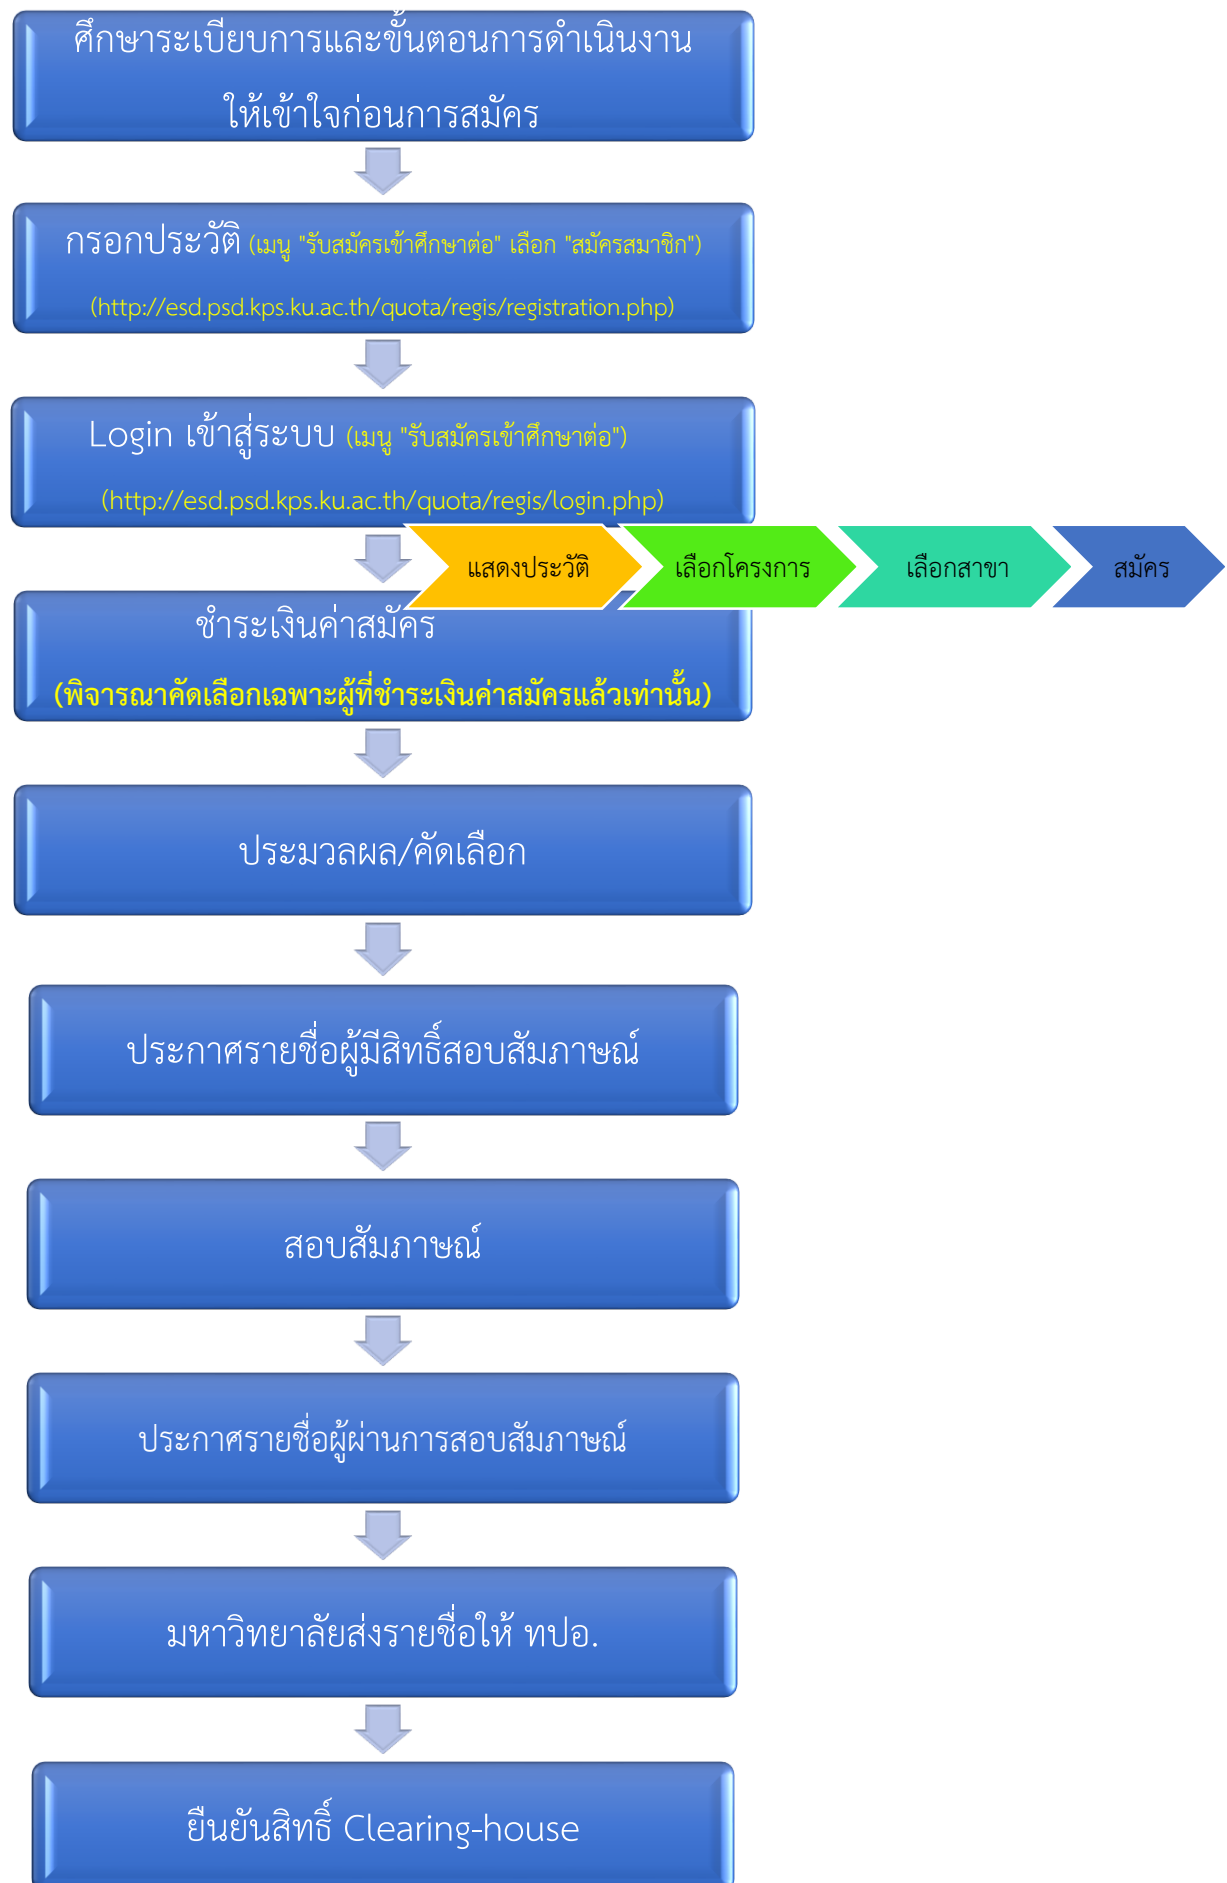 ศึกษาระเบียบการและขั้นตอนการดำเนินงาน
ให้เข้าใจก่อนการสมัคร
กรอกประวัติ (เมนู "รับสมัครเข้าศึกษาต่อ" เลือก "สมัครสมาชิก")
(http://esd.psd.kps.ku.ac.th/quota/regis/registration.php)
Login เข้าสู่ระบบ (เมนู "รับสมัครเข้าศึกษาต่อ")
(http://esd.psd.kps.ku.ac.th/quota/regis/login.php)
แสดงประวัติ เลือกโครงการ เลือกสาขา สมัคร
ชำระเงินค่าสมัคร
(พิจารณาคัดเลือกเฉพาะผู้ที่ชำระเงินค่าสมัครแล้วเท่านั้น)
ประมวลผล/คัดเลือก
ประกาศรายชื่อผู้มีสิทธิ์สอบสัมภาษณ์
สอบสัมภาษณ์
ประกาศรายชื่อผู้ผ่านการสอบสัมภาษณ์
มหาวิทยาลัยส่งรายชื่อให้ ทปอ.
ยืนยันสิทธิ์ Clearing-house